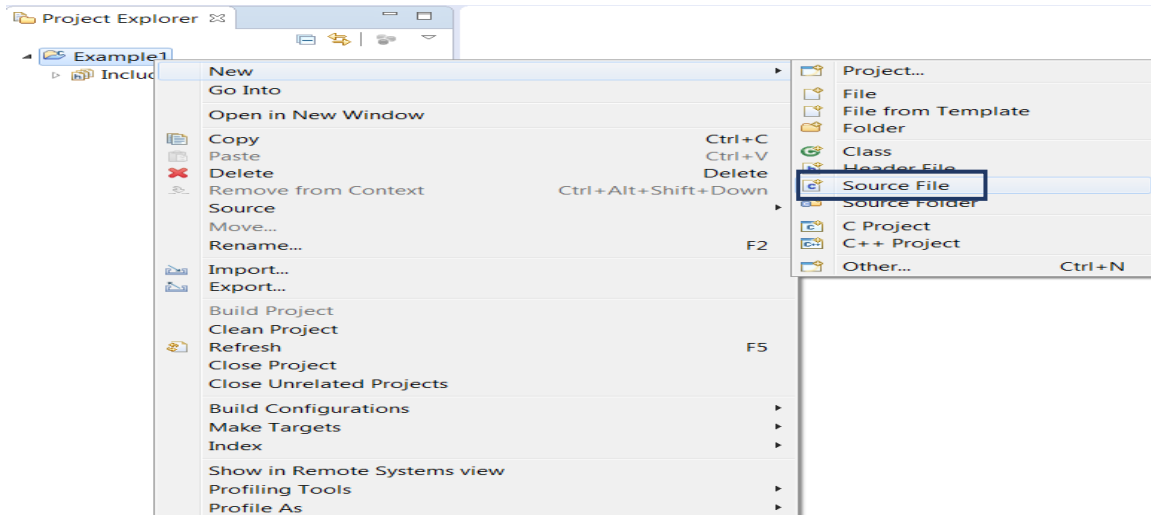 Project Explorer
Example1
Includ
New
Go Into
Open in New Window
Copy Ctrl+C
Paste Ctrl+V
Delete Delete
Remove from Context Ctrl+Alt+Shift+Down
Source
Move...
Rename... F2
Import...
Export...
Build Project
Clean Project
Refresh F5
Close Project
Close Unrelated Projects
Build Configurations
Make Targets
Index
Show in Remote Systems view
Profiling Tools
Profile As
Project...
File
File from Template
Folder
Class
Header File
Source File
Source Folder
C Project
C++ Project
Other... Ctrl+N